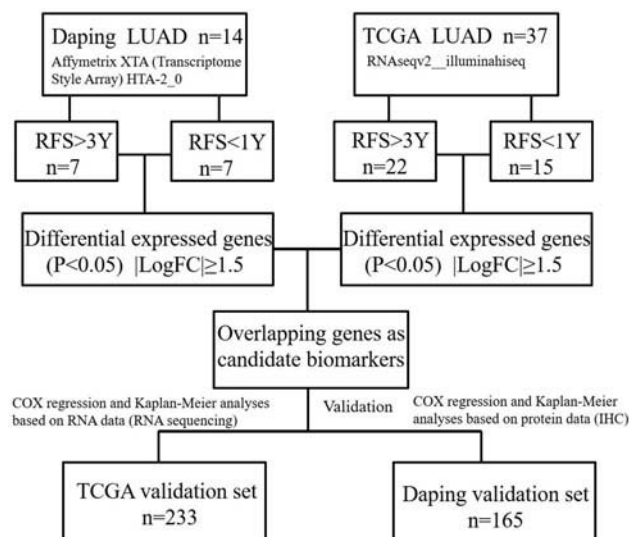 Daping LUAD n=14
Affymetrix XTA (Transcriptome
Style Array) HTA-2_0
TCGA LUAD n=37
RNAseqv2__illuminahiseq
RFS>3Y
n=7
RFS<1Y
n=7
RFS>3Y
n=22
RFS<1Y
n=15
Differential expressed genes
(P<0.05) |LogFC|≥1.5
Differential expressed genes
(P<0.05) |LogFC|≥1.5
Overlapping genes as
candidate biomarkers
COX regression and Kaplan-Meier analyses
based on RNA data (RNA sequencing)
Validation
COX regression and Kaplan-Meier
analyses based on protein data (IHC)
TCGA validation set
n=233
Daping validation set
n=165